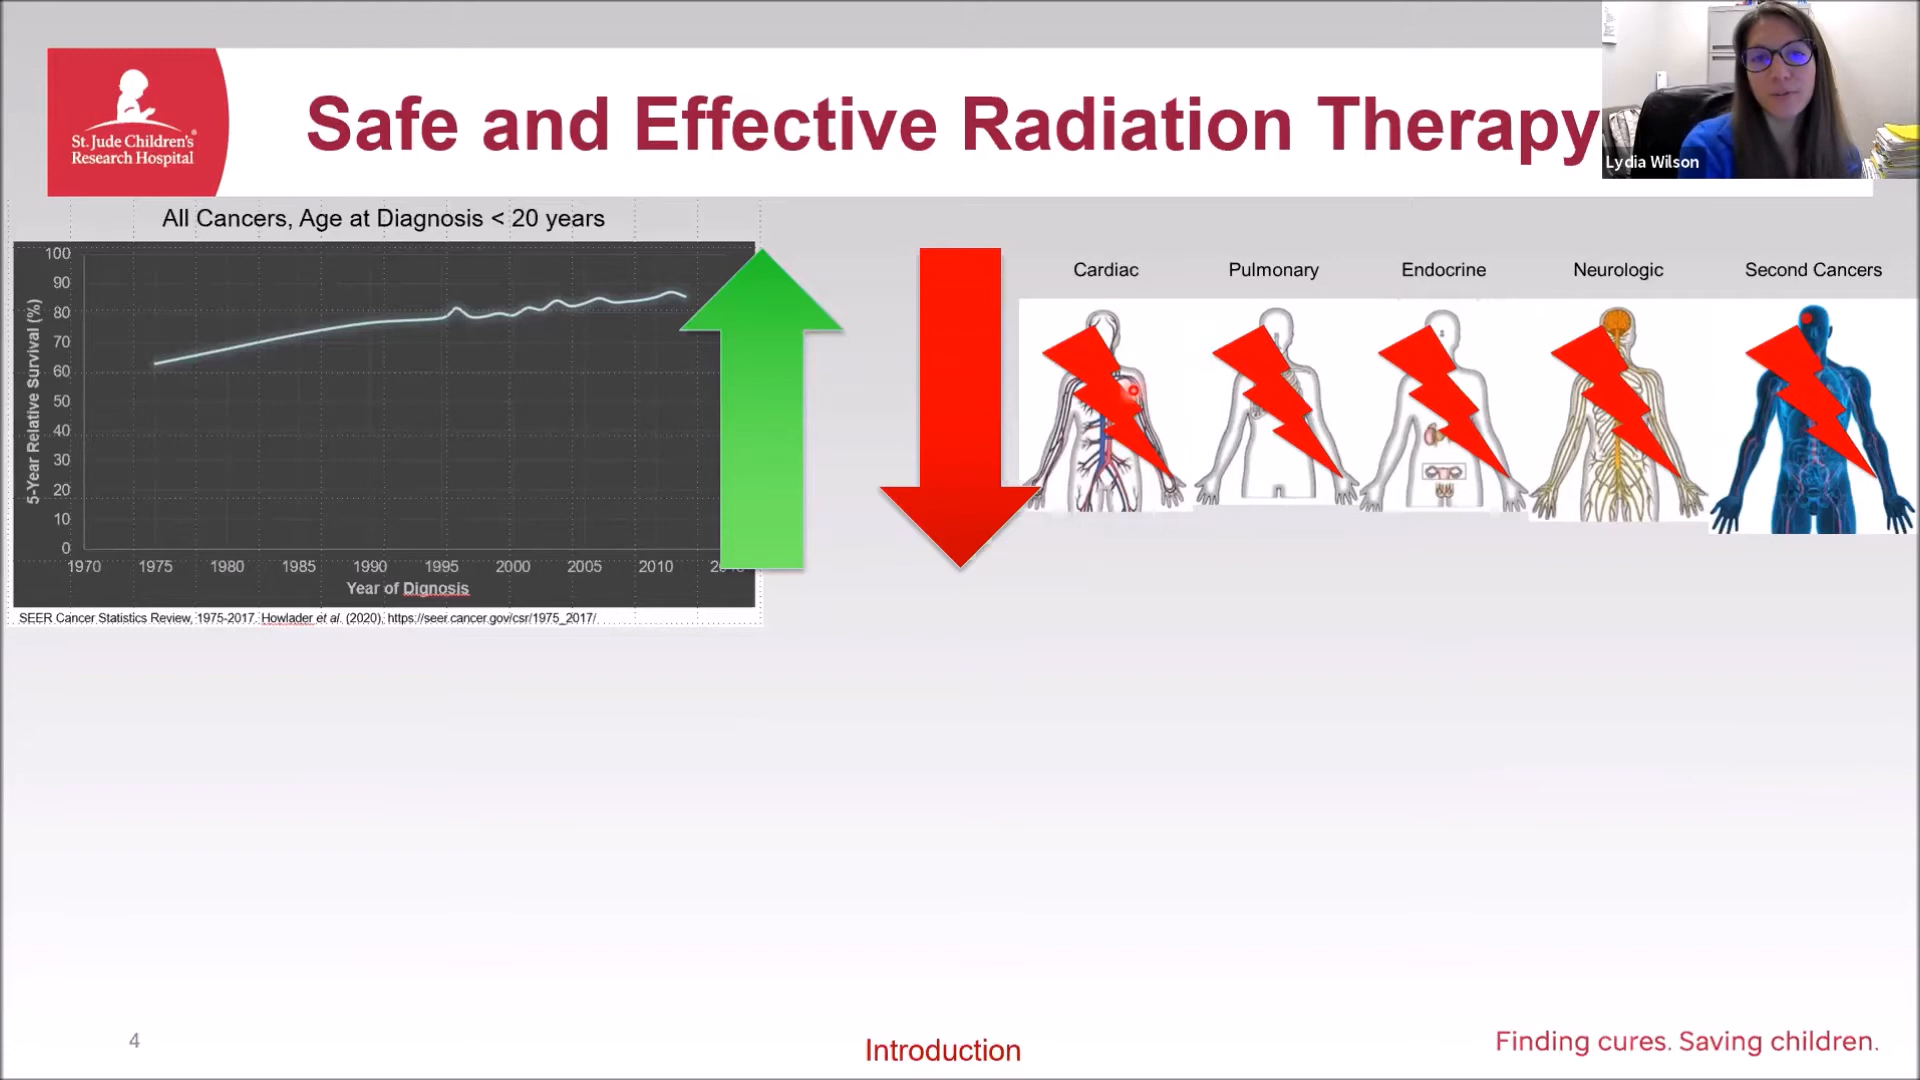 St. Jude Children's®
Research Hospital
Safe and Effective Radiation Therapy
Lydia Wilson
All Cancers, Age at Diagnosis < 20 years
100
90
80
70
60
50
40
30
20
10
0
5-Year Relative Survival (%)
1970 1975 1980 1985 1990 1995 2000 2005 2010
Year of Dignosis
SEER Cancer Statistics Review, 1975-2017. Howlader et al. (2020), https://seer.cancer.gov/csr/1975_2017/
Cardiac Pulmonary Endocrine Neurologic Second Cancers
4
Introduction
Finding cures. Saving children.